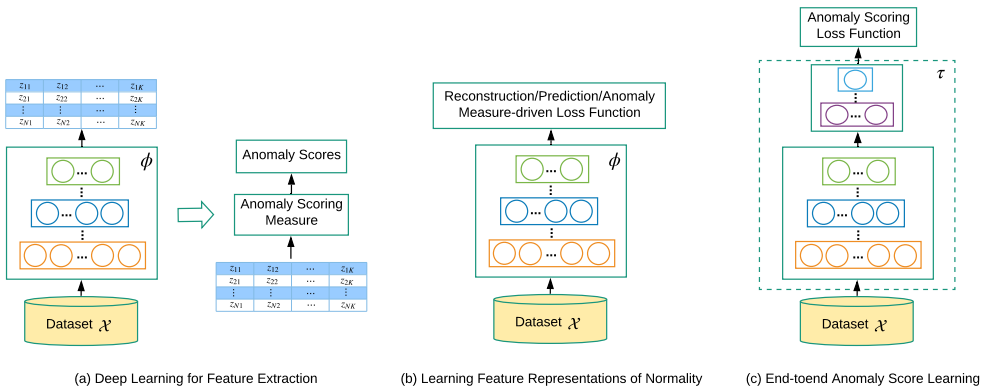 z11 z12 ... z1K
z21 z22 ... z2K
⋮ ⋮ ... ⋮
zN1 zN2 ... zNK
ϕ
...
...
...
Dataset 𝒳
Anomaly Scores
Anomaly Scoring
Measure
z11 z12 ... z1K
z21 z22 ... z2K
⋮ ⋮ ... ⋮
zN1 zN2 ... zNK
(a) Deep Learning for Feature Extraction
Reconstruction/Prediction/Anomaly
Measure-driven Loss Function
ϕ
...
...
...
Dataset 𝒳
(b) Learning Feature Representations of Normality
Anomaly Scoring
Loss Function
τ
...
...
...
...
Dataset 𝒳
(c) End-toend Anomaly Score Learning